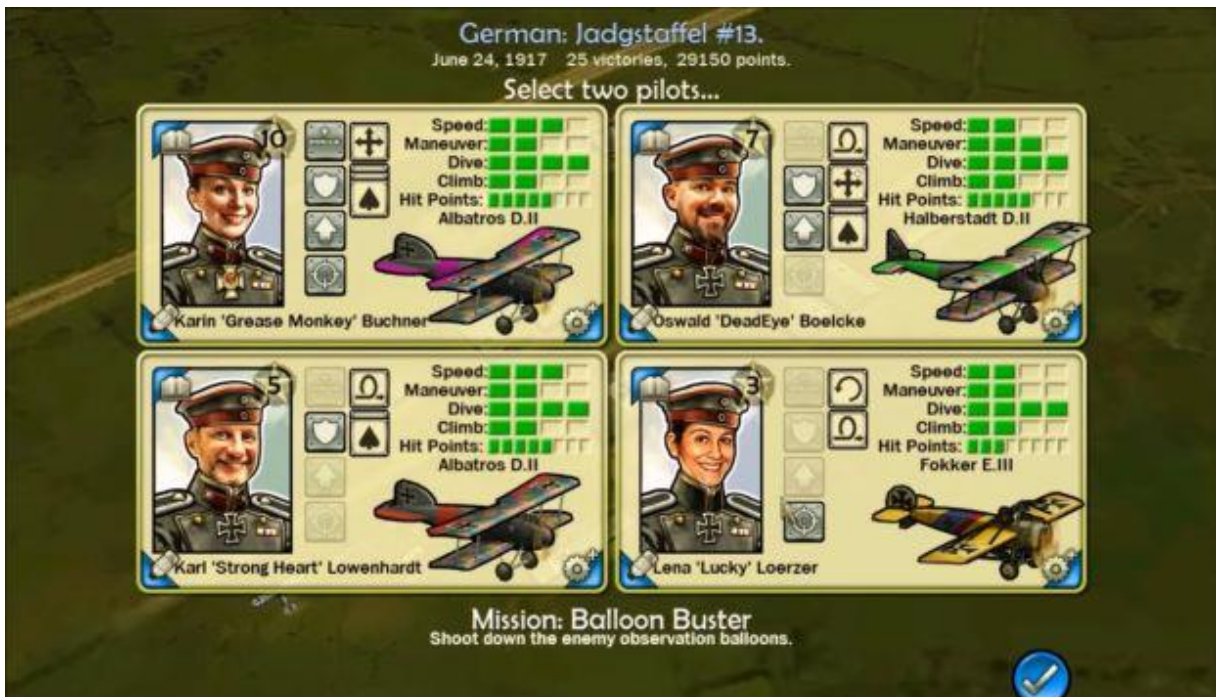 German: Jadgstaffel #13.
June 24, 1917 25 victories, 29150 points.
Select two pilots...
10
Speed:
Maneuver:
Dive:
Climb:
Hit Points:
Albatros D.II
Karin 'Grease Monkey' Buchner
7
Speed:
Maneuver:
Dive:
Climb:
Hit Points:
Halberstadt D.II
Oswald 'DeadEye' Boelcke
5
Speed:
Maneuver:
Dive:
Climb:
Hit Points:
Albatros D.II
Karl 'Strong Heart' Lowenhardt
3
Speed:
Maneuver:
Dive:
Climb:
Hit Points:
Fokker E.III
Lena 'Lucky' Loerzer
Mission: Balloon Buster
Shoot down the enemy observation balloons.